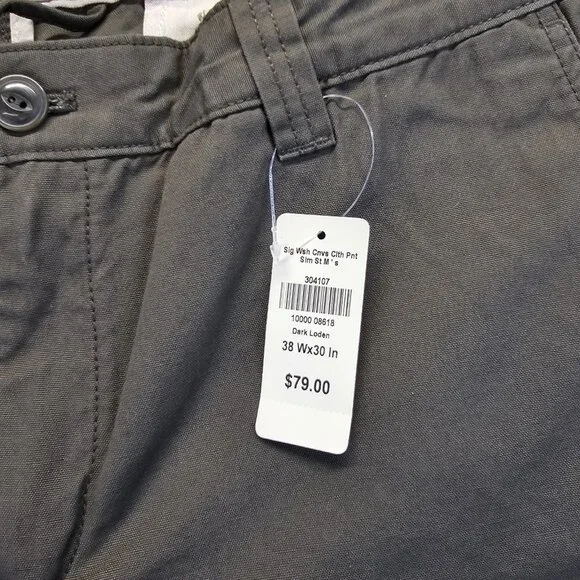 Sig Wsh Cnvs Clth Pnt
Slm St M's
304107
10000 08618
Dark Loden
38 Wx30 In
$79.00